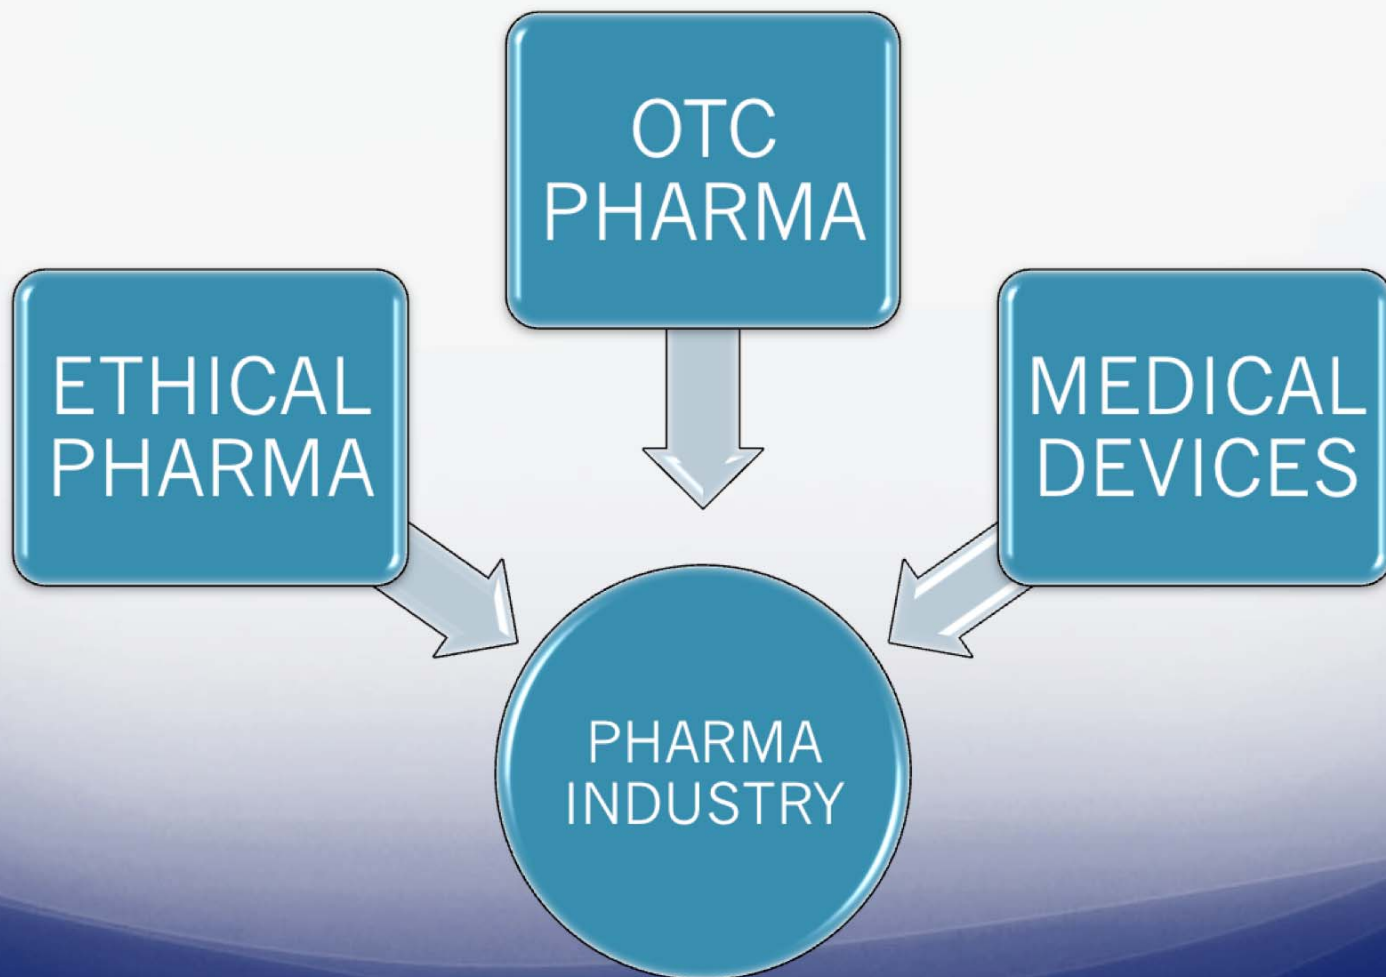 OTC
PHARMA
ETHICAL
PHARMA
MEDICAL
DEVICES
PHARMA
INDUSTRY